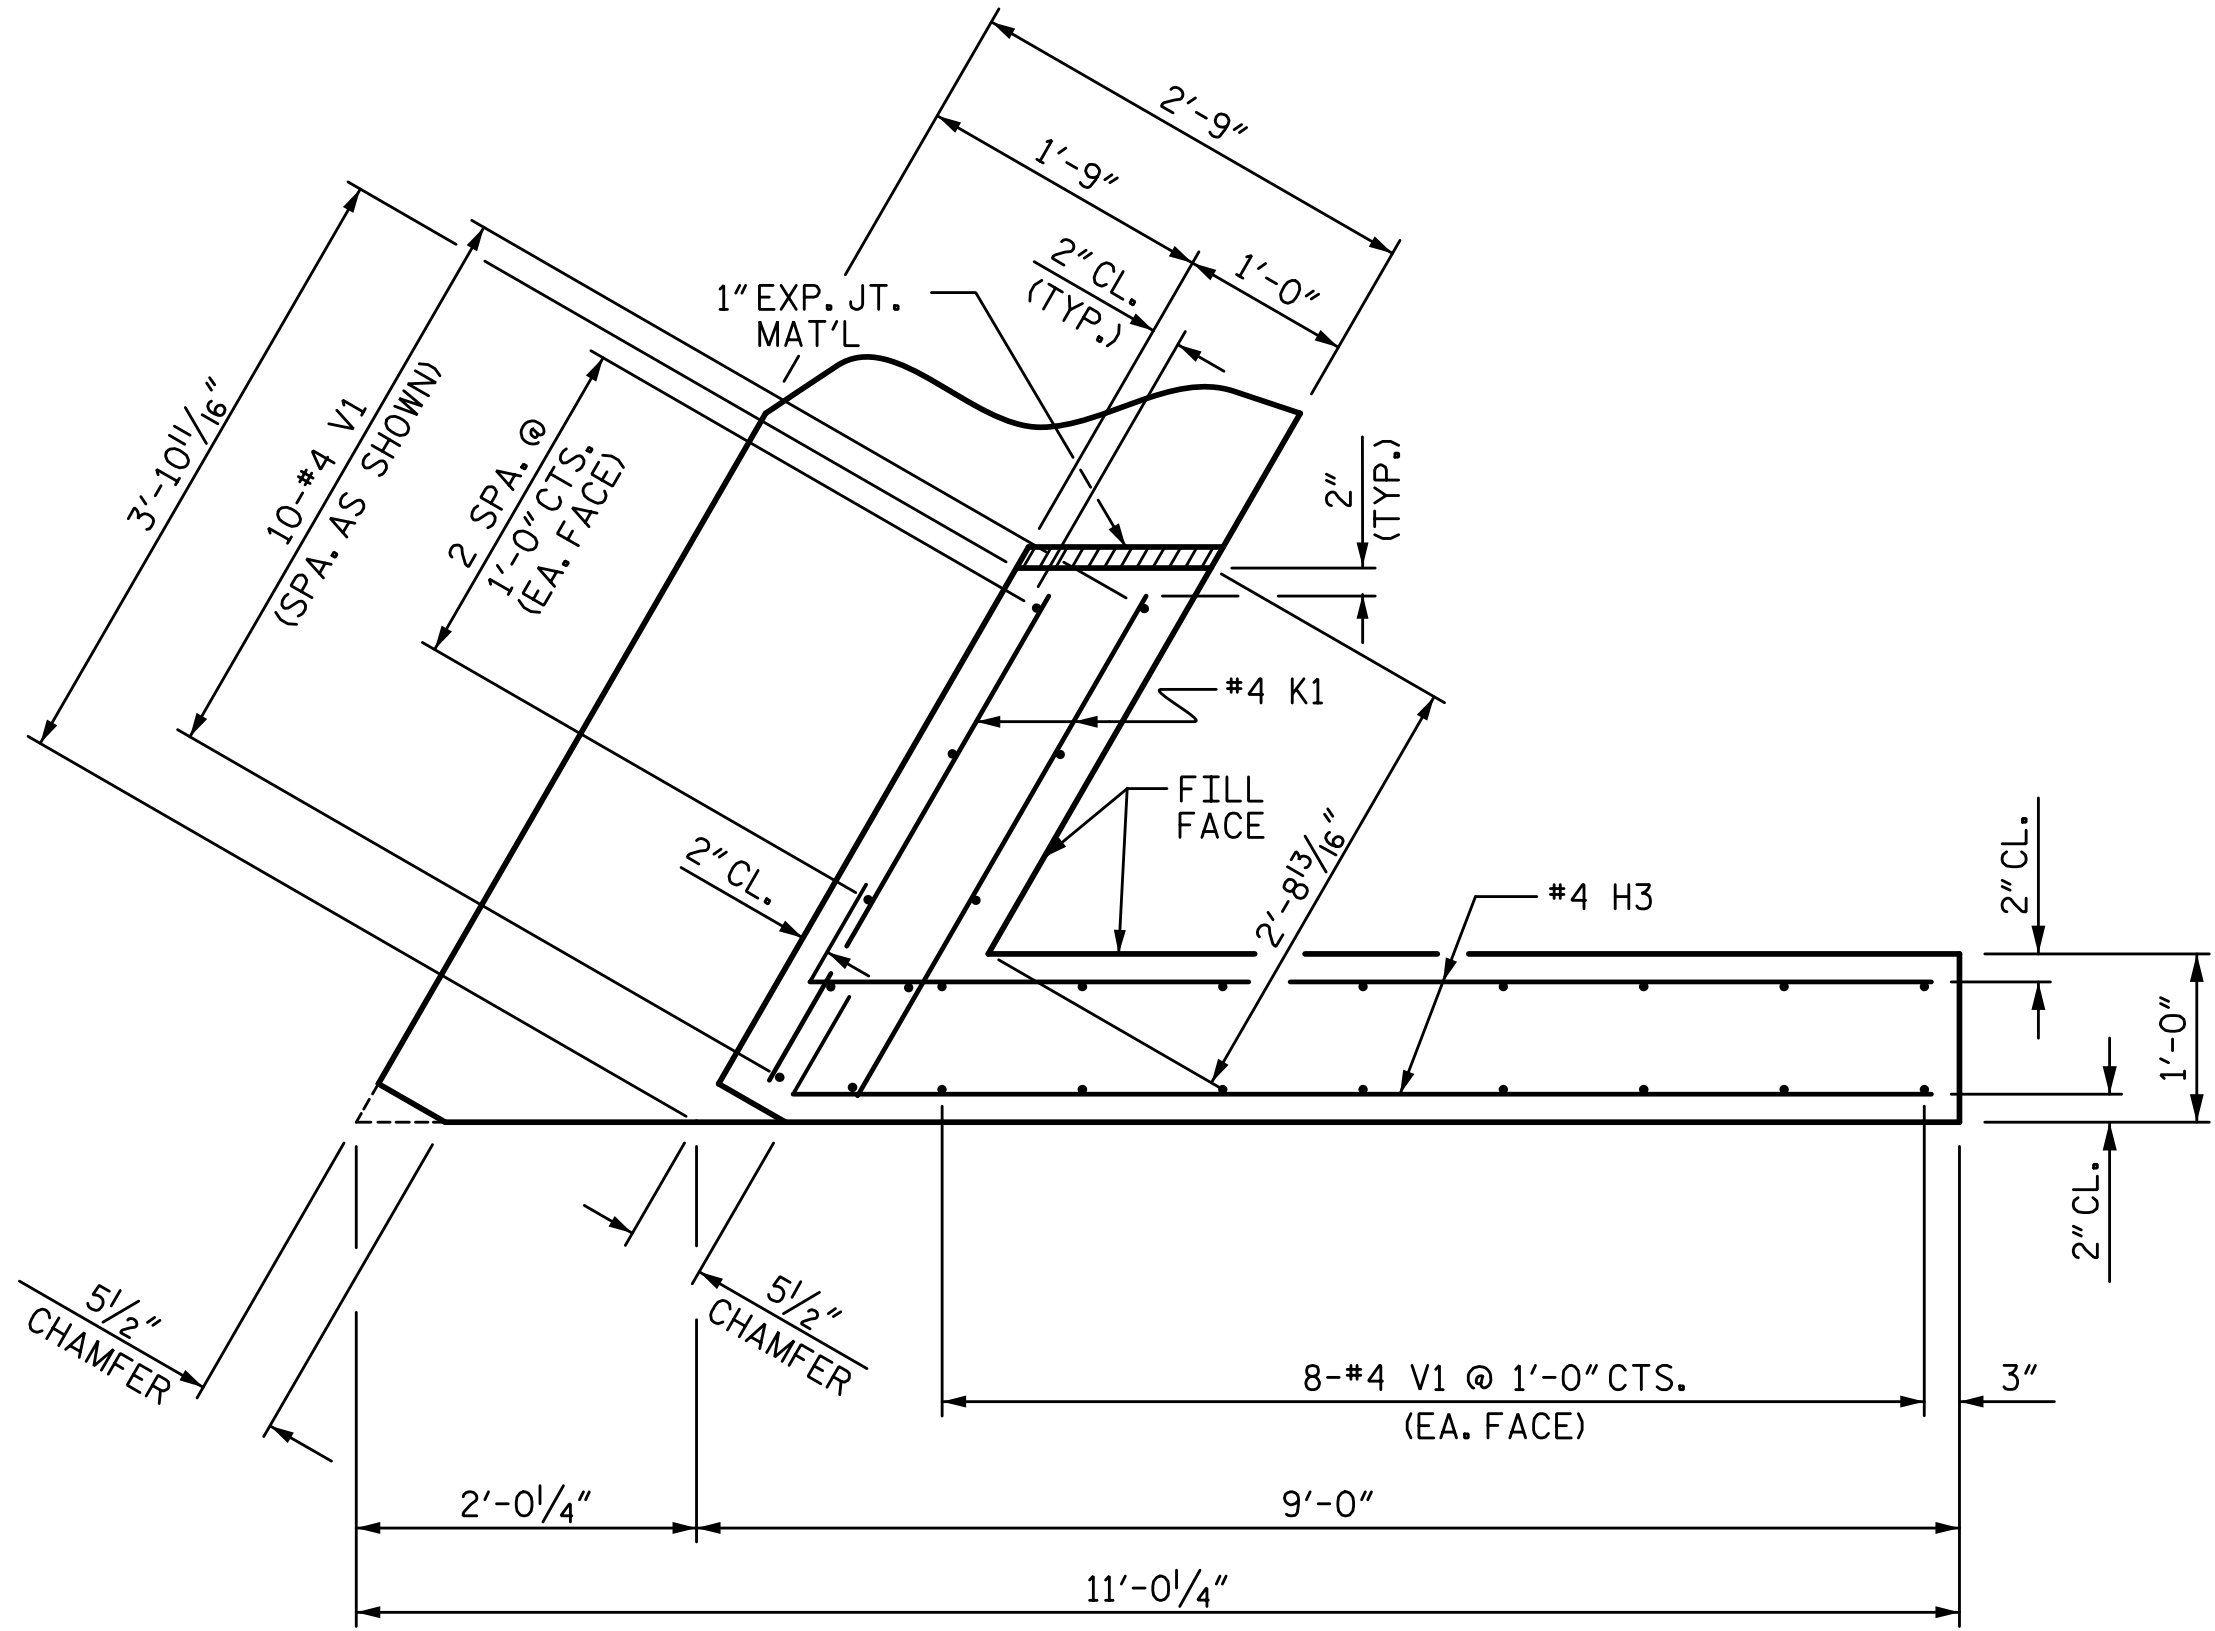 2'-9"
1'-9"
1'-0"
2" CL.
(TYP.)
1" EXP. JT.
MAT'L
3'-10 11/16"
10-#4 V1
(SPA. AS SHOWN)
2 SPA. @
1'-0" CTS.
(EA. FACE)
2"
(TYP.)
#4 K1
FILL
FACE
2'-8 13/16"
2" CL.
#4 H3
2" CL.
1'-0"
2" CL.
5 1/2"
CHAMFER
5 1/2"
CHAMFER
8-#4 V1 @ 1'-0" CTS.
(EA. FACE)
3"
2'-0 1/4"
9'-0"
11'-0 1/4"